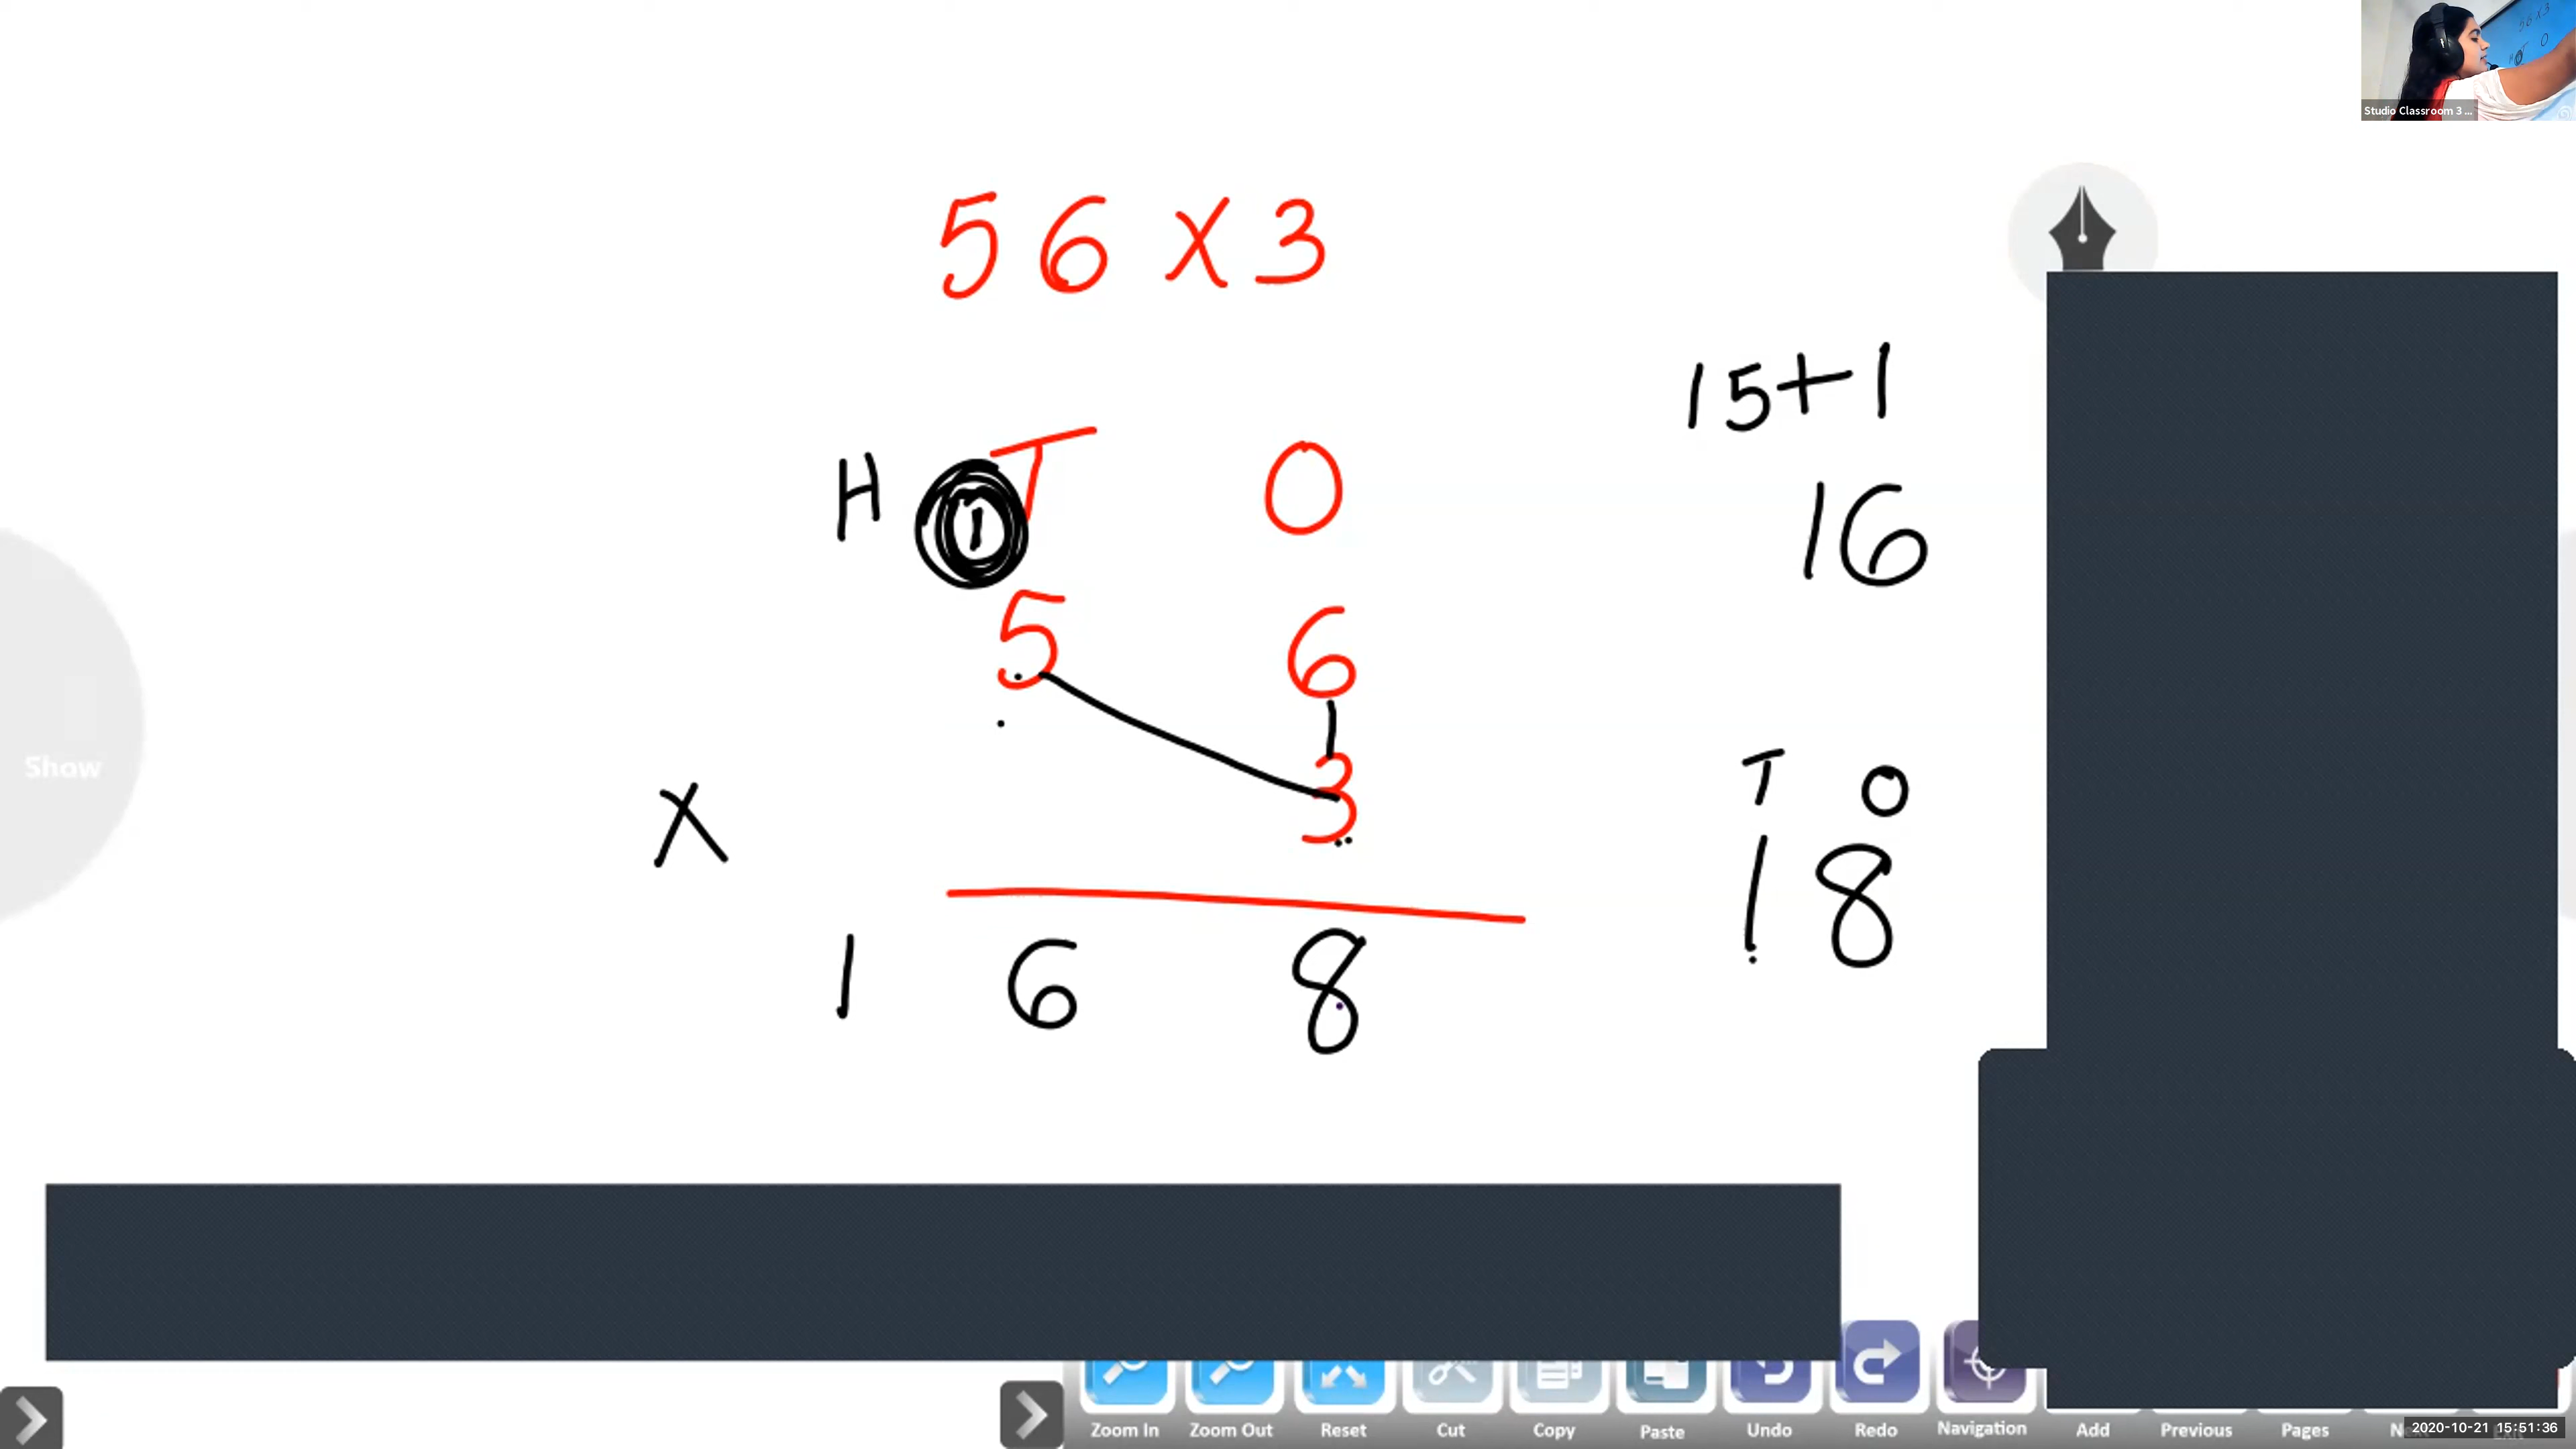 Studio Classroom 3 ...
56 X 3
15+1
H 1 T O
16
5 6
X 3
T O
18
1 6 8
Show
Zoom In Zoom Out Reset Cut Copy Paste Undo Redo Navigation Add Previous Pages
2020-10-21 15:51:36